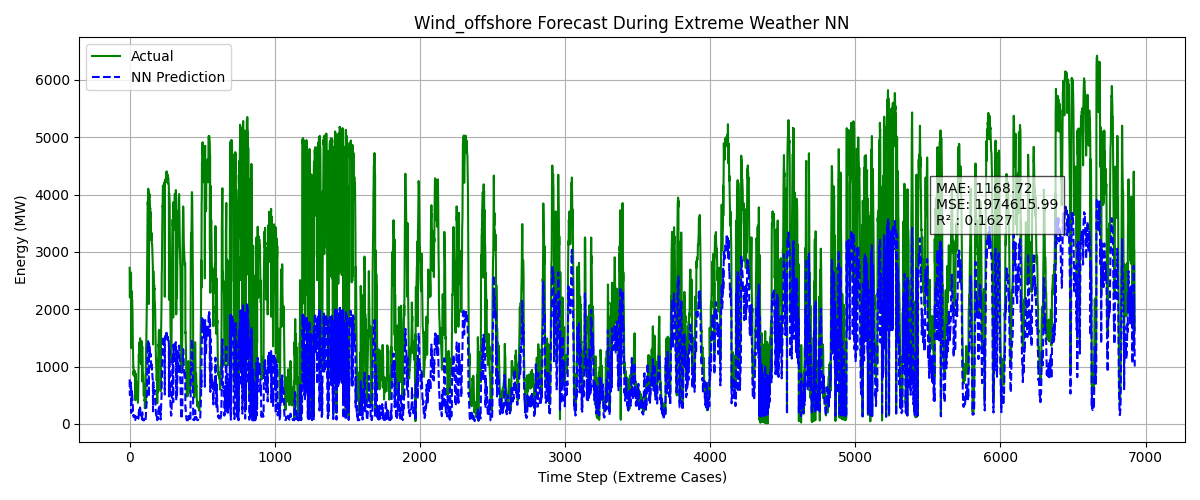 Wind_offshore Forecast During Extreme Weather NN
Actual
NN Prediction
MAE: 1168.72
MSE: 1974615.99
R² : 0.1627
Energy (MW)
6000
5000
4000
3000
2000
1000
0
0 1000 2000 3000 4000 5000 6000 7000
Time Step (Extreme Cases)